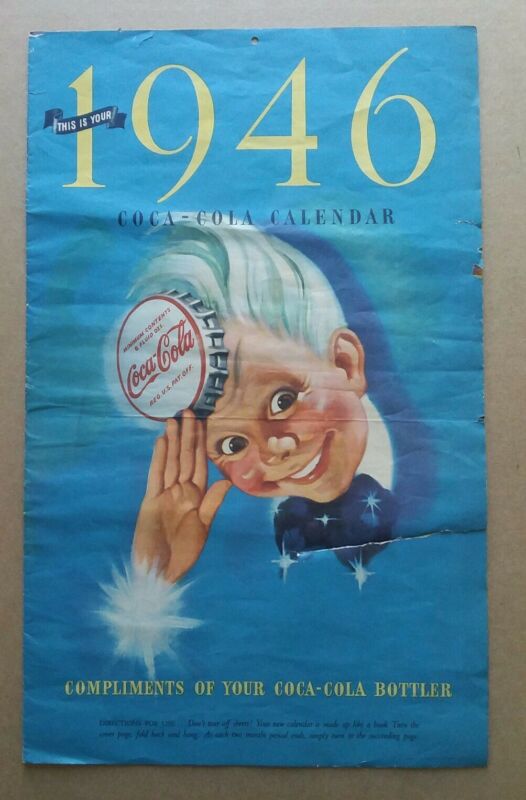 1946
THIS IS YOUR
COCA-COLA CALENDAR
MINIMUM CONTENTS
6 FLUID OZS.
Coca-Cola
REG. U.S. PAT. OFF.
COMPLIMENTS OF YOUR COCA-COLA BOTTLER
DIRECTIONS FOR USE Don't tear off sheets! Your new calendar is made up like a book. Turn the
cover page, fold back and hang. As each two months period ends, simply turn to the succeeding page.